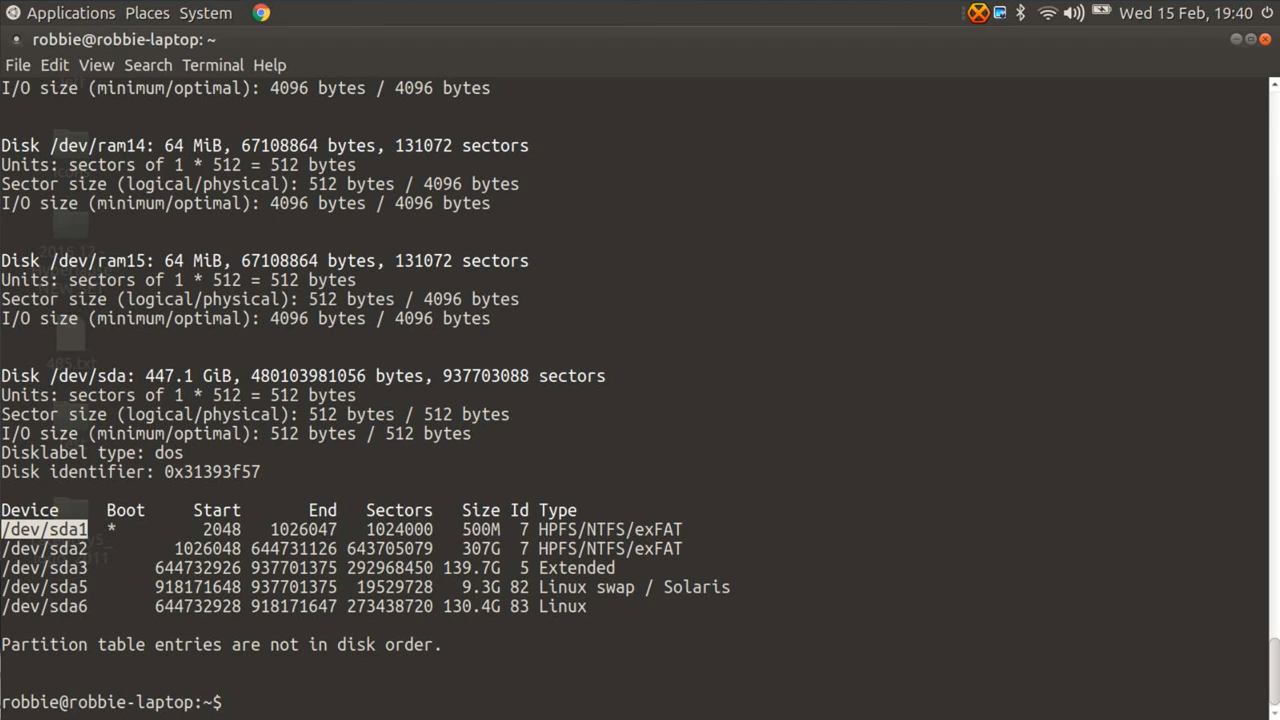 Applications Places System Wed 15 Feb, 19:40
robbie@robbie-laptop: ~
File Edit View Search Terminal Help
I/O size (minimum/optimal): 4096 bytes / 4096 bytes
Disk /dev/ram14: 64 MiB, 67108864 bytes, 131072 sectors
Units: sectors of 1 * 512 = 512 bytes
Sector size (logical/physical): 512 bytes / 4096 bytes
I/O size (minimum/optimal): 4096 bytes / 4096 bytes
Disk /dev/ram15: 64 MiB, 67108864 bytes, 131072 sectors
Units: sectors of 1 * 512 = 512 bytes
Sector size (logical/physical): 512 bytes / 4096 bytes
I/O size (minimum/optimal): 4096 bytes / 4096 bytes
485.txt
Disk /dev/sda: 447.1 GiB, 480103981056 bytes, 937703088 sectors
Units: sectors of 1 * 512 = 512 bytes
Sector size (logical/physical): 512 bytes / 512 bytes
I/O size (minimum/optimal): 512 bytes / 512 bytes
Disklabel type: dos
Disk identifier: 0x31393f57
Device Boot Start End Sectors Size Id Type
/dev/sda1 * 2048 1026047 1024000 500M 7 HPFS/NTFS/exFAT
/dev/sda2 1026048 644731126 643705079 307G 7 HPFS/NTFS/exFAT
/dev/sda3 644732926 937701375 292968450 139.7G 5 Extended
/dev/sda5 918171648 937701375 19529728 9.3G 82 Linux swap / Solaris
/dev/sda6 644732928 918171647 273438720 130.4G 83 Linux
Partition table entries are not in disk order.
robbie@robbie-laptop:~$